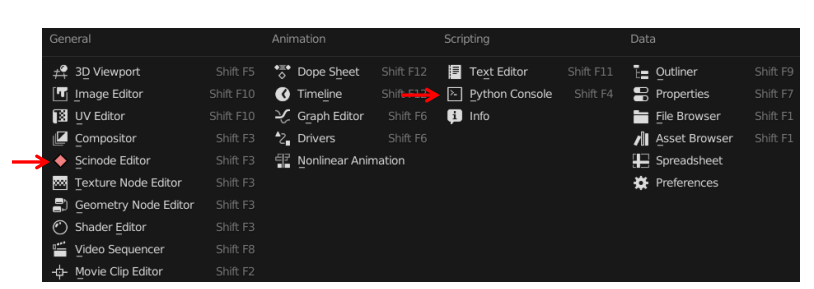 General Animation Scripting Data
3D Viewport Shift F5 Dope Sheet Shift F12 Text Editor Shift F11 Outliner Shift F9
Image Editor Shift F10 Timeline Shift F12 Python Console Shift F4 Properties Shift F7
UV Editor Shift F10 Graph Editor Shift F6 Info File Browser Shift F1
Compositor Shift F3 Drivers Shift F6 Asset Browser Shift F1
Scinode Editor Shift F3 Nonlinear Animation Spreadsheet
Texture Node Editor Shift F3 Preferences
Geometry Node Editor Shift F3
Shader Editor Shift F3
Video Sequencer Shift F8
Movie Clip Editor Shift F2